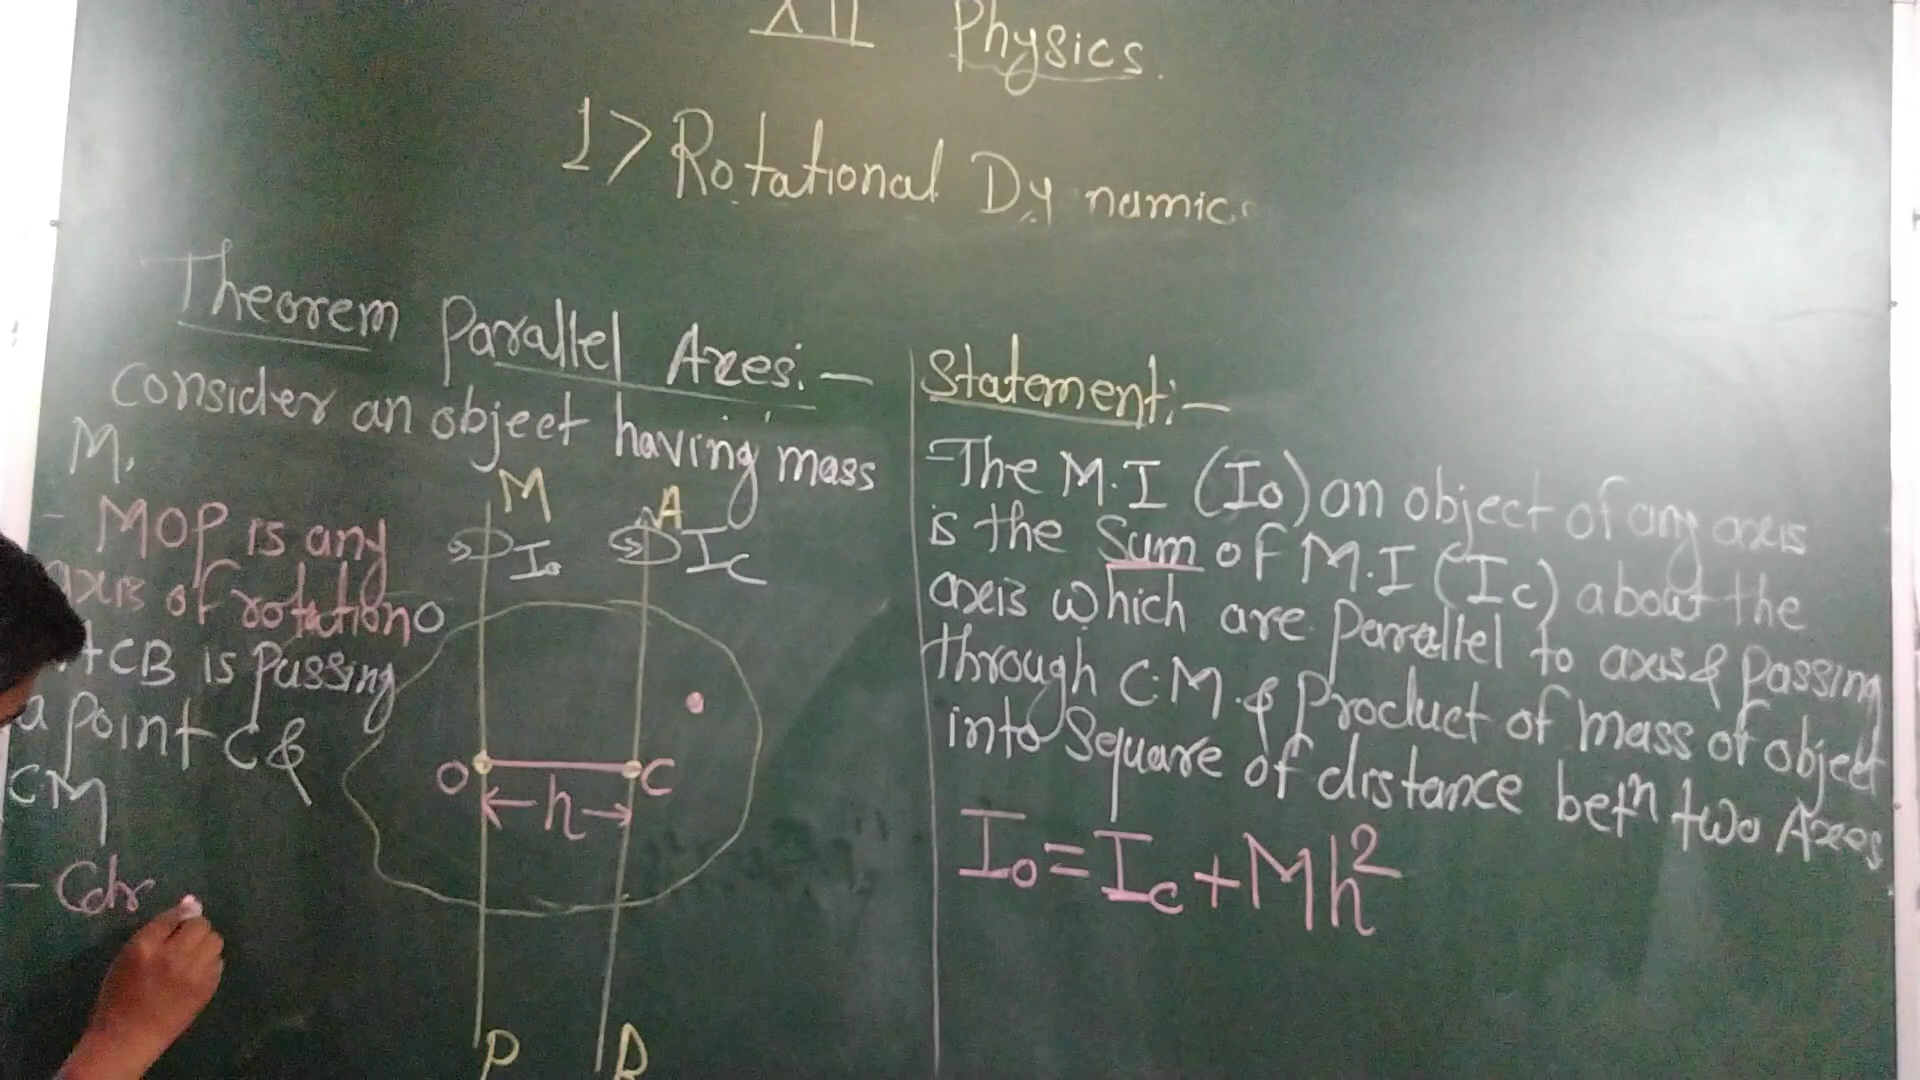 XII Physics.
1> Rotational Dynamic
Theorem Parallel Axes:-
Consider an object having mass
M.
- MOP is any
axis of rotation O
CB is Passing
a point C &
CM
- Cdr
M
A
Io
Ic
O
C
h
P
B
Statement:-
-The M.I (Io) on object of any axis
is the Sum of M.I (Ic) about the
axis which are Parallel to axis & Passing
through C.M. & Product of mass of object
into Square of distance betn two Axes
Io=Ic+Mh²